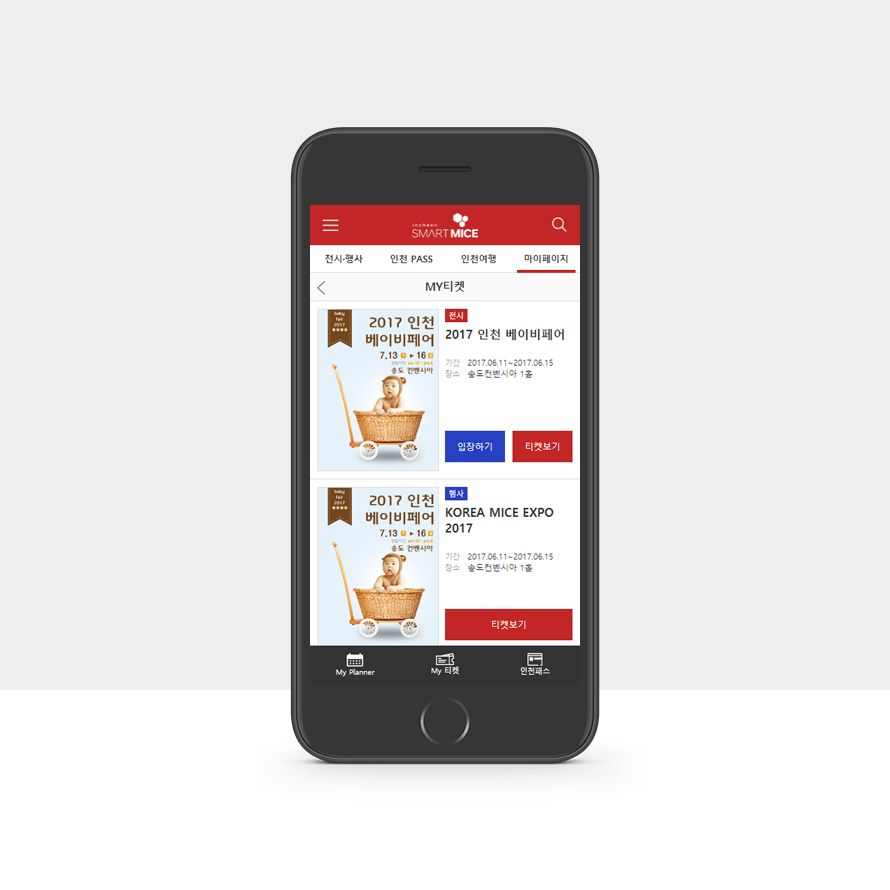 Incheon
SMART MICE
전시·행사 인천 PASS 인천여행 마이페이지
MY티켓
baby
fair
2017
2017 인천
베이비페어
7.13 ▸ 16
송도 컨벤시아
전시
2017 인천 베이비페어
기간 2017.06.11~2017.06.15
장소 송도컨벤시아 1홀
입장하기 티켓보기
baby
fair
2017
2017 인천
베이비페어
7.13 ▸ 16
송도 컨벤시아
행사
KOREA MICE EXPO
2017
기간 2017.06.11~2017.06.15
장소 송도컨벤시아 1홀
티켓보기
My Planner My 티켓 인천패스